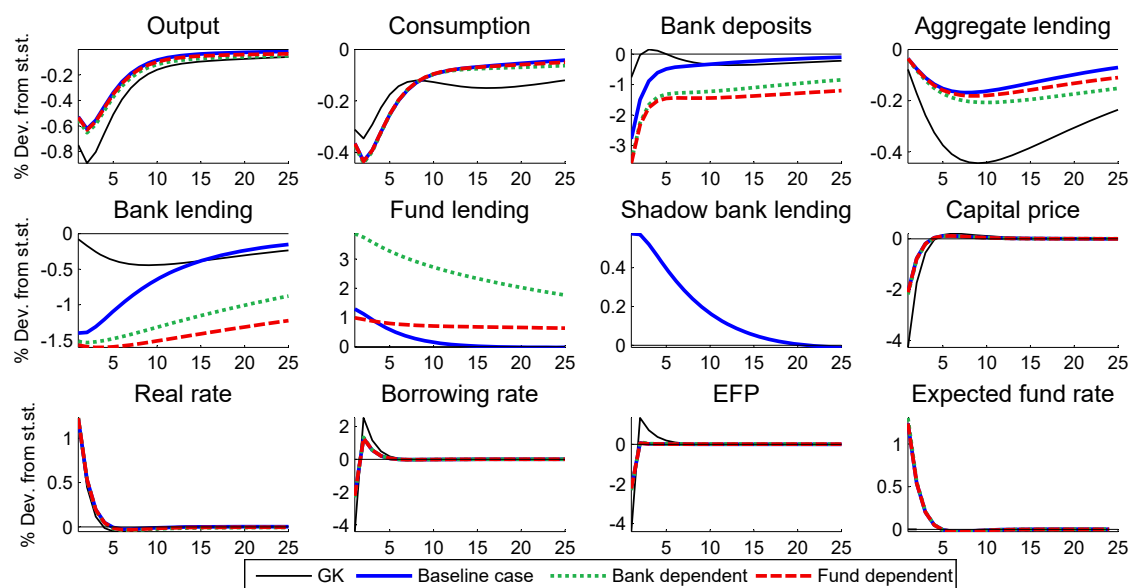 Output
Consumption
Bank deposits
Aggregate lending
% Dev. from st.st.
-0.2
-0.4
-0.6
-0.8
5 10 15 20 25
0
-0.2
-0.4
5 10 15 20 25
0
-1
-2
-3
5 10 15 20 25
0
-0.2
-0.4
5 10 15 20 25
Bank lending
Fund lending
Shadow bank lending
Capital price
% Dev. from st.st.
0
-0.5
-1
-1.5
5 10 15 20 25
3
2
1
0
5 10 15 20 25
0.4
0.2
0
5 10 15 20 25
0
-2
-4
5 10 15 20 25
Real rate
Borrowing rate
EFP
Expected fund rate
% Dev. from st.st.
1
0.5
0
5 10 15 20 25
2
0
-2
-4
5 10 15 20 25
0
-2
-4
5 10 15 20 25
1
0.5
0
5 10 15 20 25
GK Baseline case Bank dependent Fund dependent